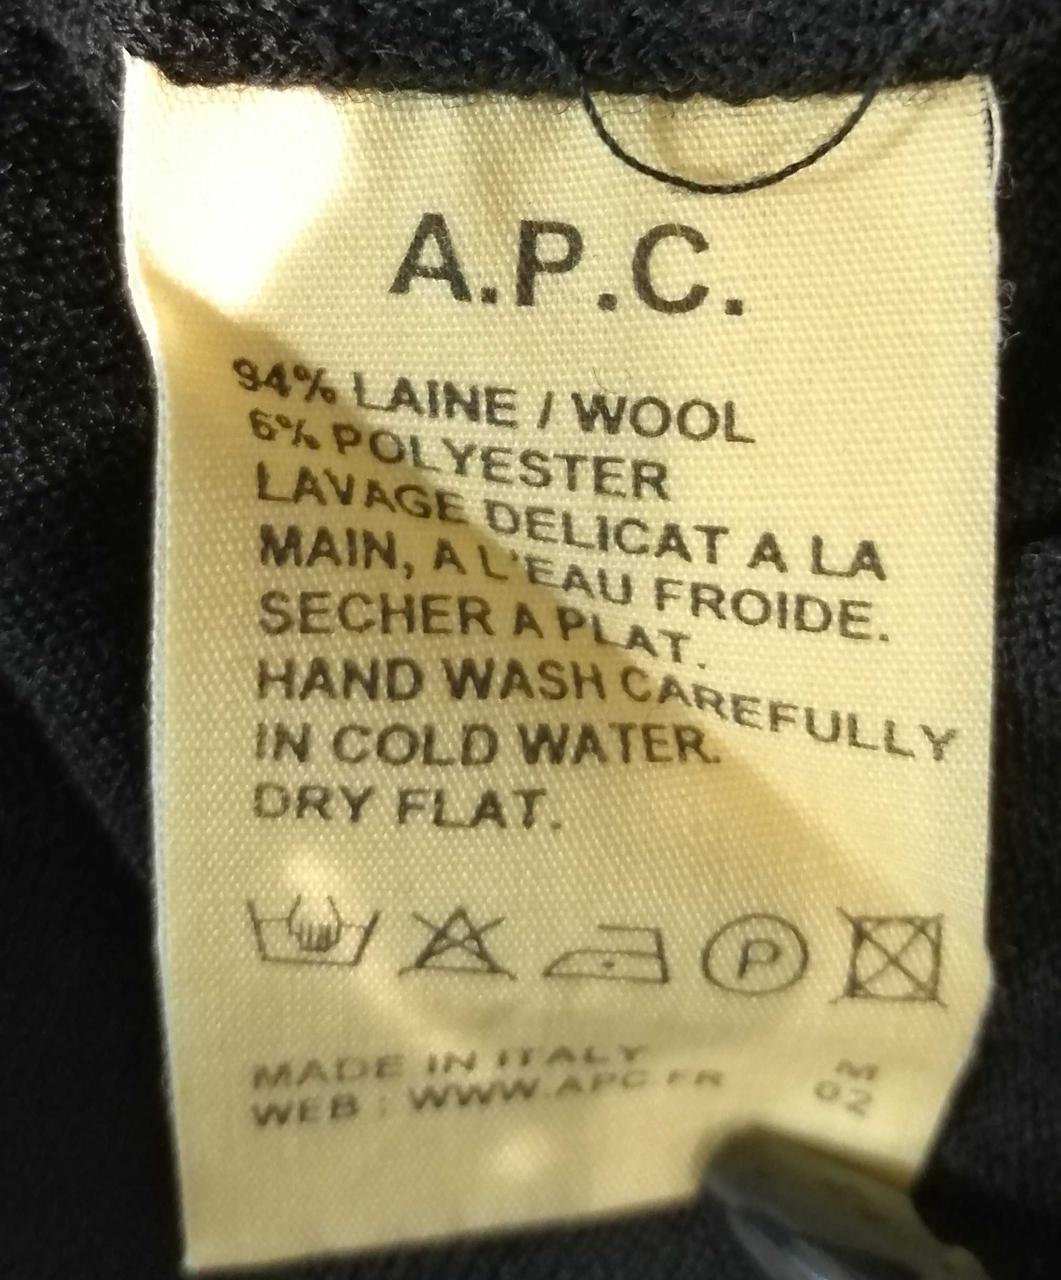 A.P.C.
94% LAINE / WOOL
6% POLYESTER
LAVAGE DELICAT A LA
MAIN, A L'EAU FROIDE.
SECHER A PLAT.
HAND WASH CAREFULLY
IN COLD WATER.
DRY FLAT.
P
MADE IN ITALY
WEB : WWW.APC.FR
M
02